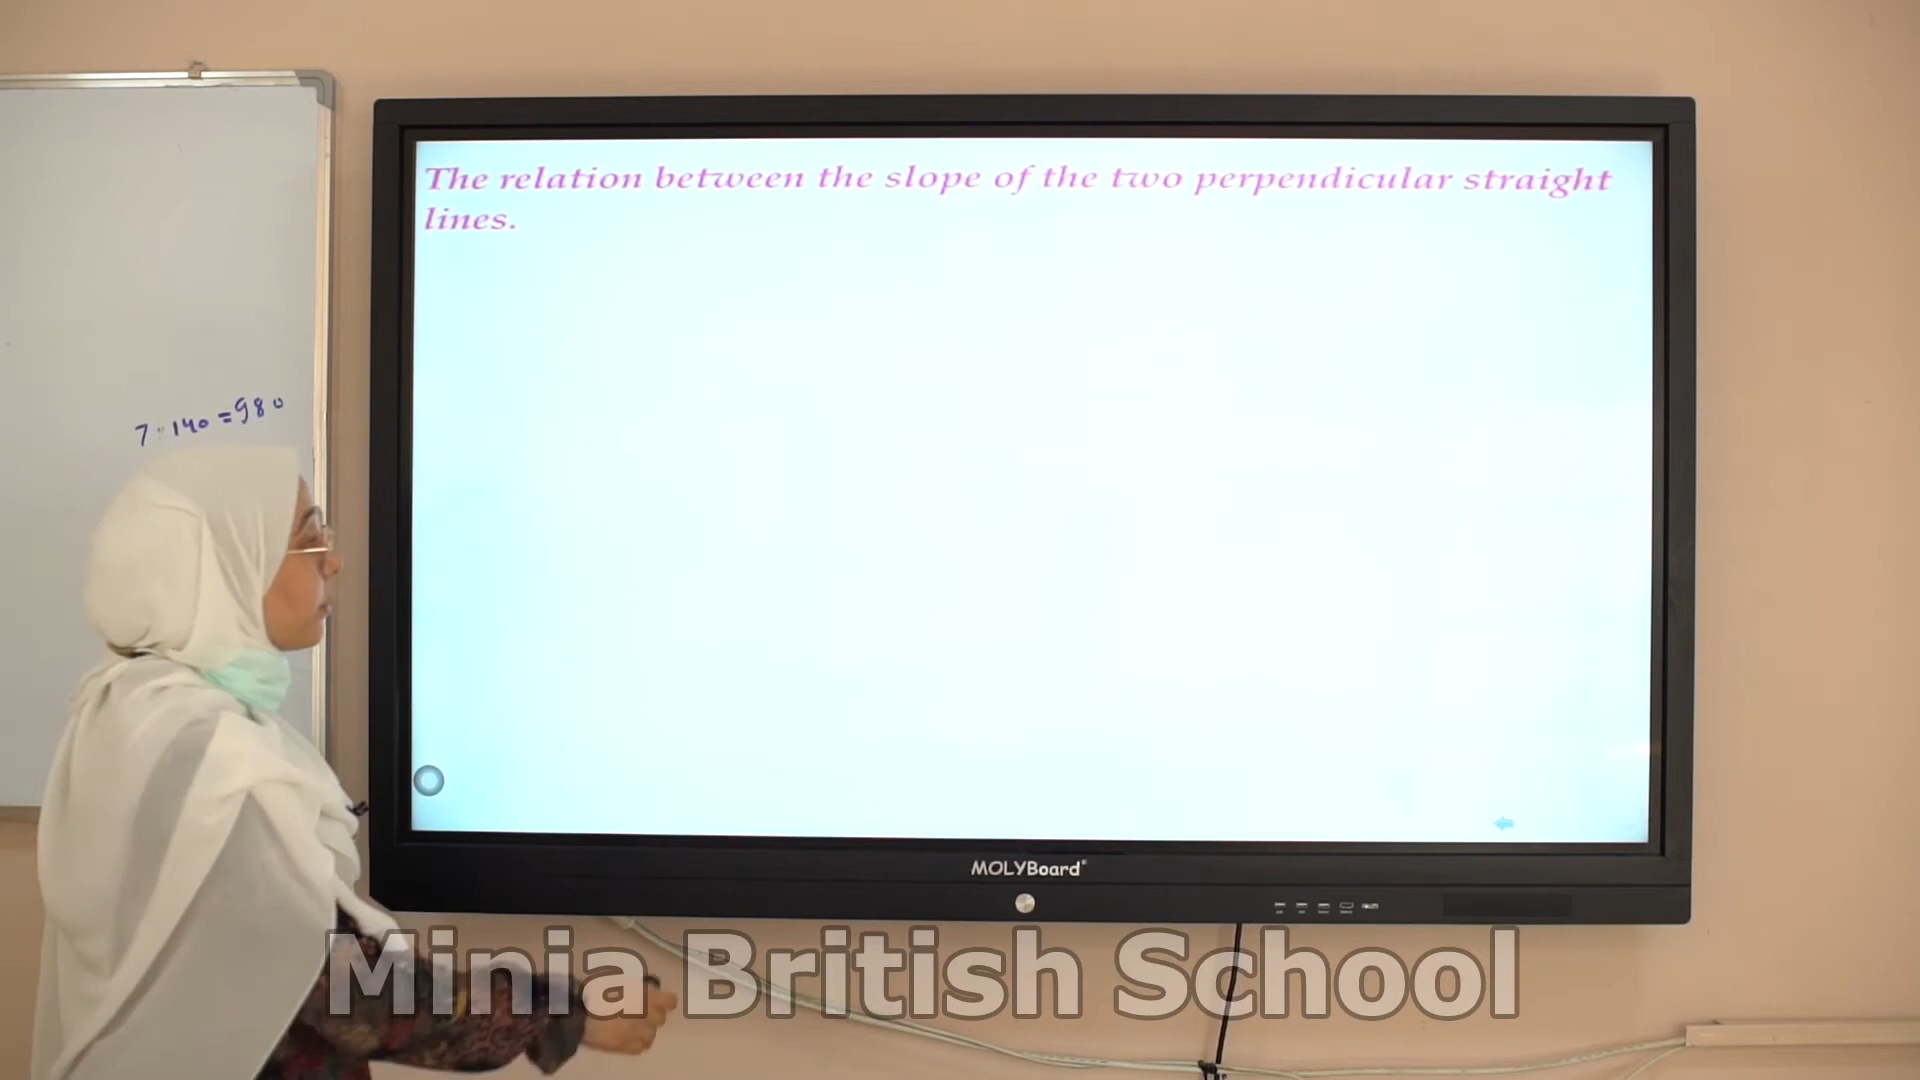 The relation between the slope of the two perpendicular straight
lines.
7 · 140 = 980
MOLYBoard
Minia British School